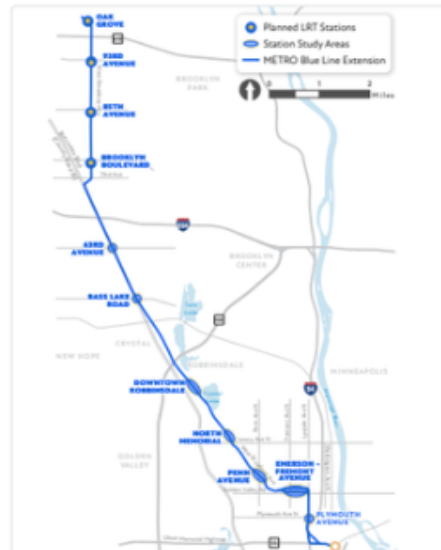 OAK
GROVE
Planned LRT Stations
Station Study Areas
METRO Blue Line Extension
0 1 2
Miles
93RD
AVENUE
BROOKLYN
PARK
85TH
AVENUE
BROOKLYN
BOULEVARD
63RD
AVENUE
BROOKLYN
CENTER
BASS LAKE
ROAD
CRYSTAL
NEW HOPE
ROBBINSDALE
DOWNTOWN
ROBBINSDALE
94
MINNEAPOLIS
NORTH
MEMORIAL
GOLDEN
VALLEY
PENN
AVENUE
EMERSON -
FREMONT
AVENUE
PLYMOUTH
AVENUE